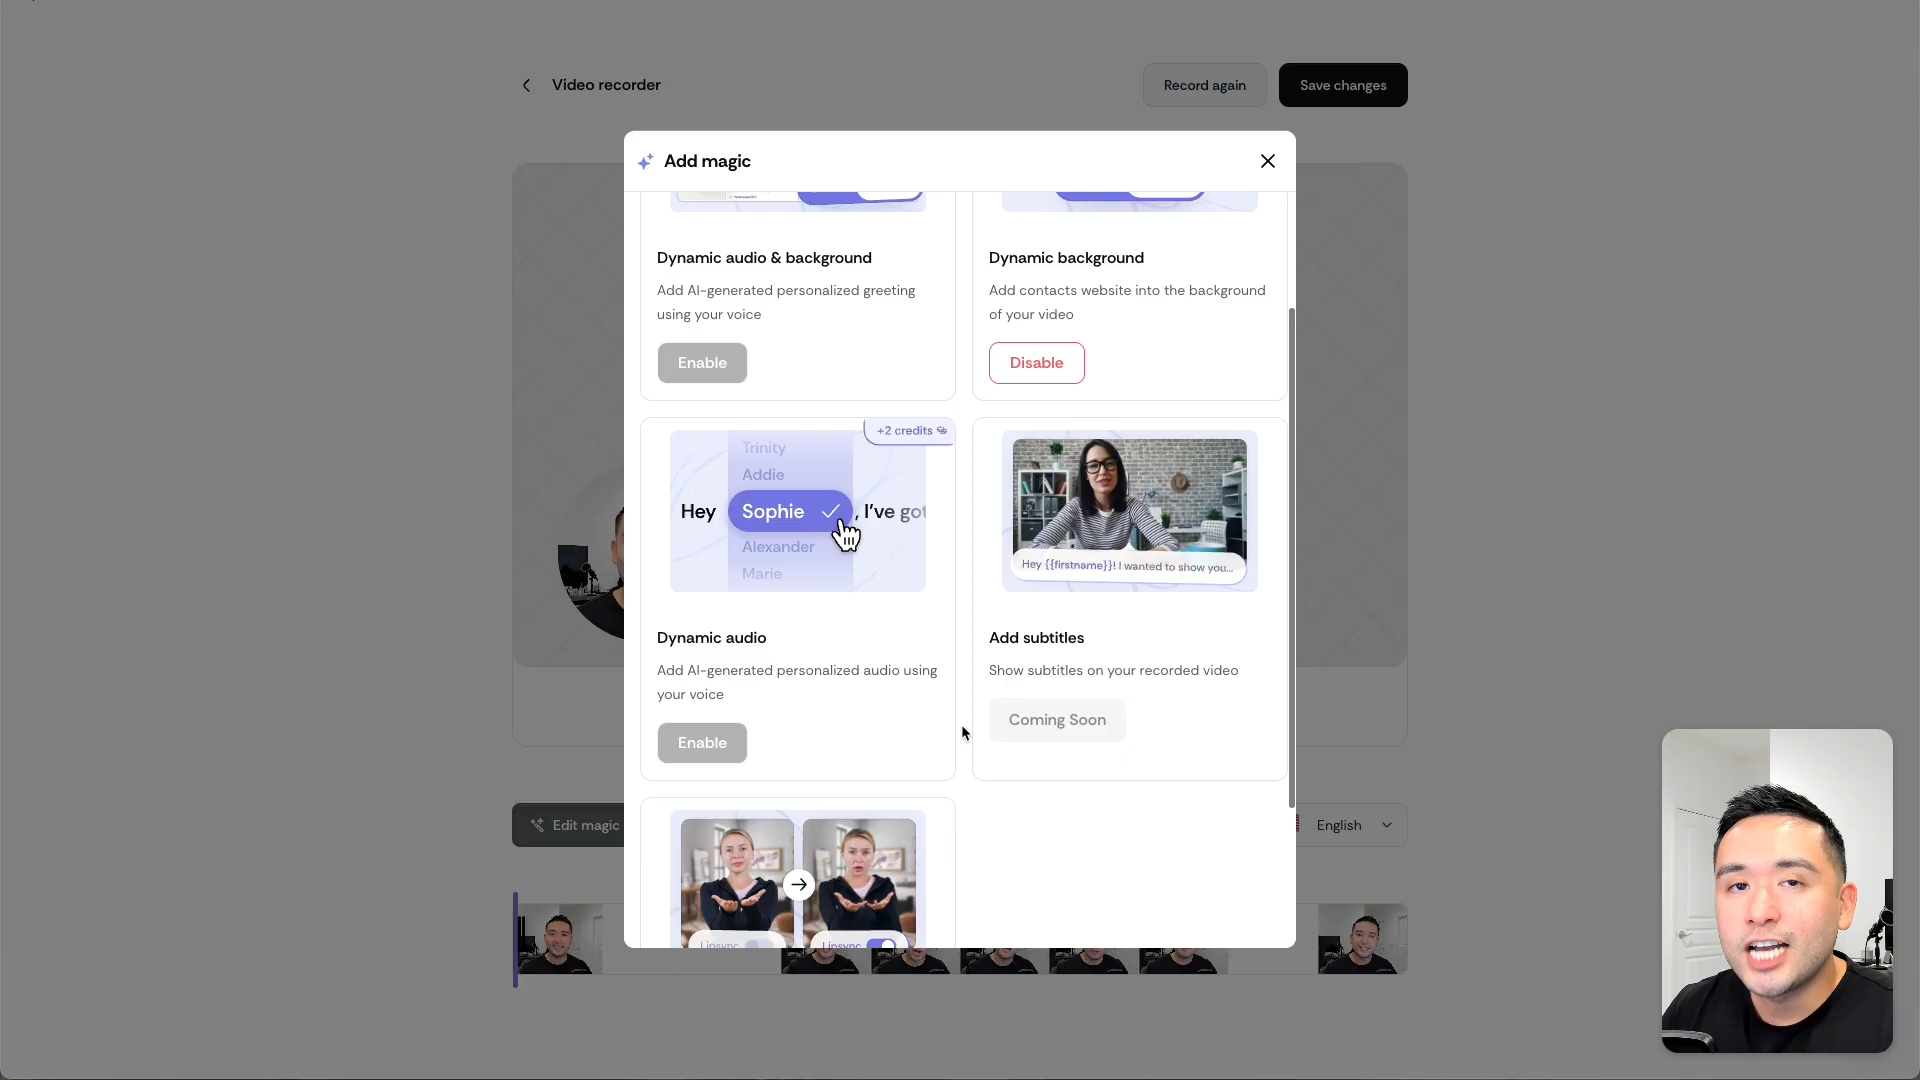 Video recorder
Record again
Save changes
Add magic
Dynamic audio & background
Add AI-generated personalized greeting
using your voice
Enable
Dynamic background
Add contacts website into the background
of your video
Disable
+2 credits
Trinity
Addie
Hey Sophie , I've got
Alexander
Marie
Dynamic audio
Add AI-generated personalized audio using
your voice
Enable
Hey {{firstname}}! I wanted to show you...
Add subtitles
Show subtitles on your recorded video
Coming Soon
Edit magic
English
Lipsync
Lipsync